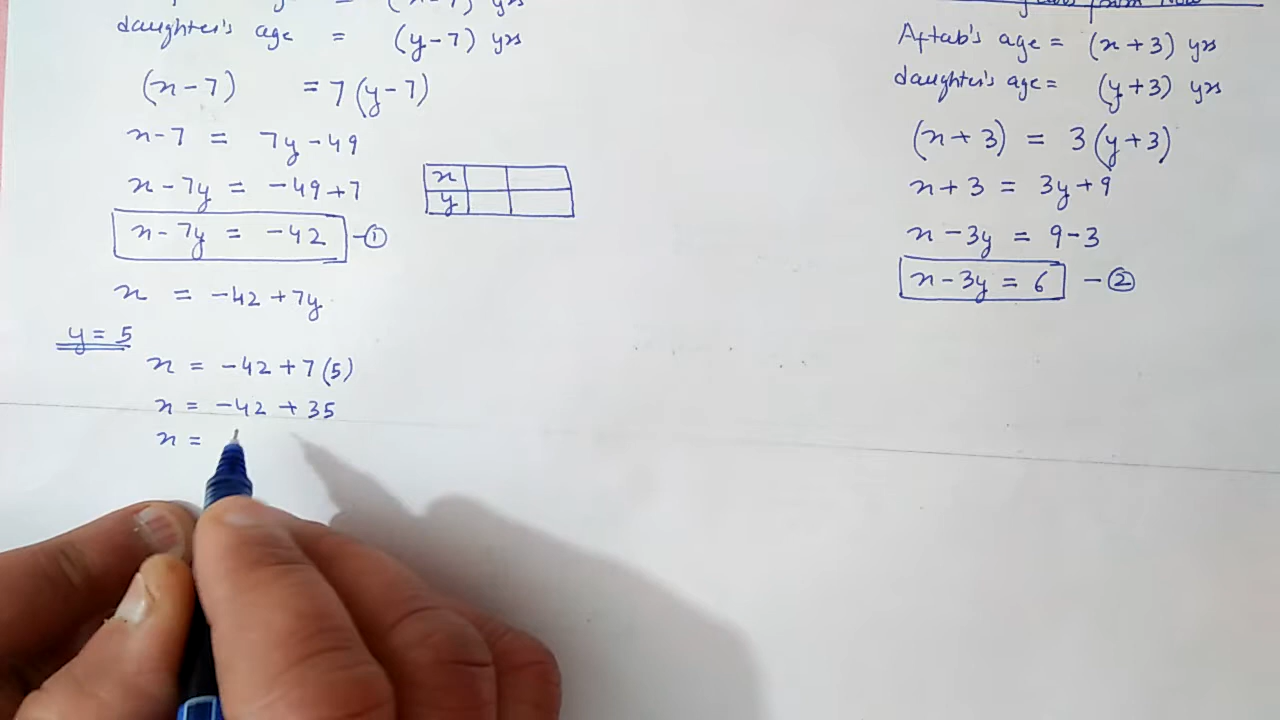 daughter's age = (y-7) yrs
(x-7) = 7(y-7)
x-7 = 7y-49
x-7y = -49+7
x-7y = -42 -①
x = -42+7y
y=5
x = -42+7(5)
x = -42+35
x =
x
y
Aftab's age = (x+3) yrs
daughter's age = (y+3) yrs
(x+3) = 3(y+3)
x+3 = 3y+9
x-3y = 9-3
x-3y = 6 -②